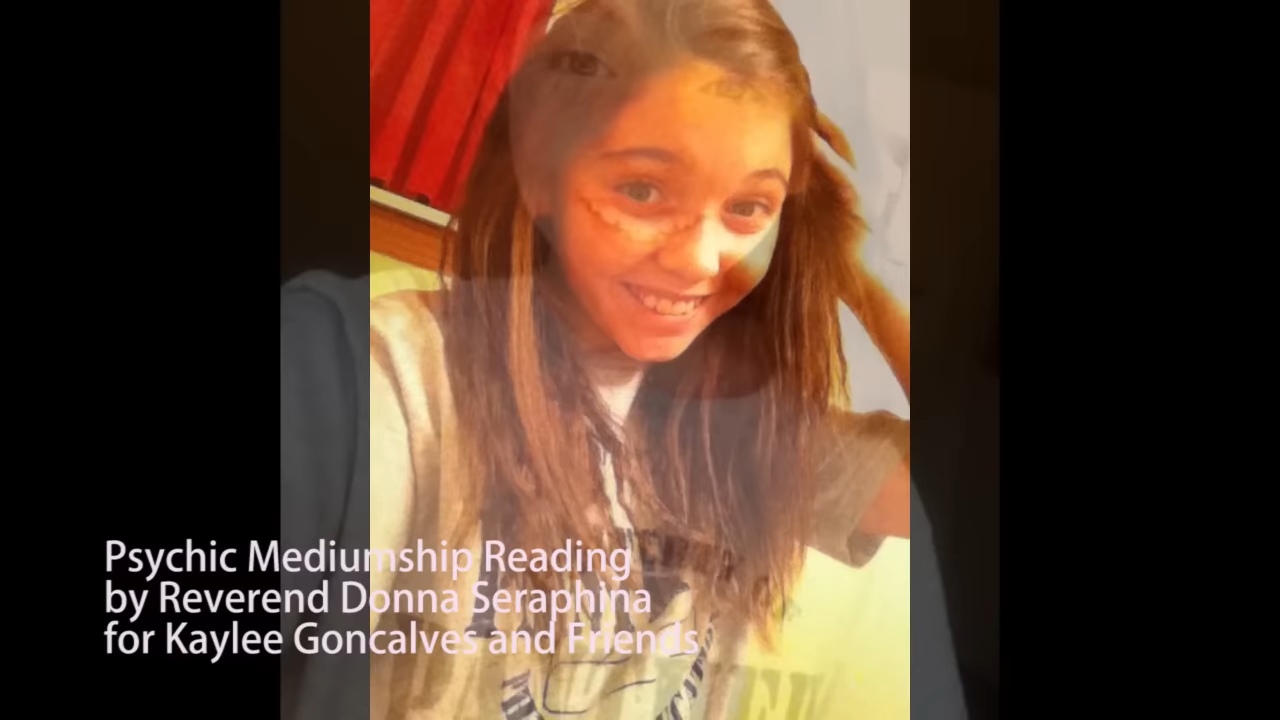 Psychic Mediumship Reading
by Reverend Donna Seraphina
for Kaylee Goncalves and Friends